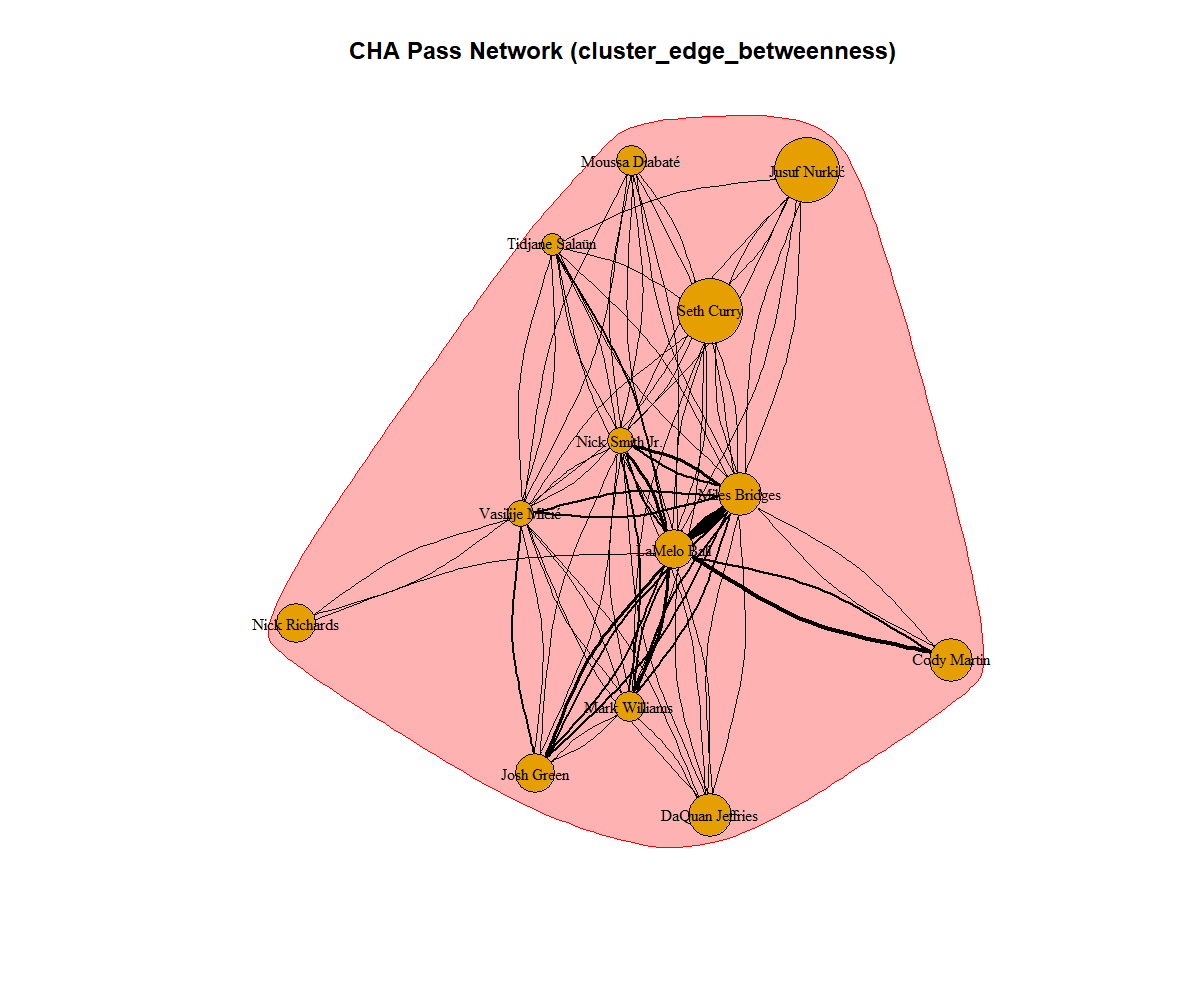 CHA Pass Network (cluster_edge_betweenness)
Moussa Diabaté
Jusuf Nurkić
Tidjane Salaün
Seth Curry
Nick Smith Jr.
Miles Bridges
Vasilije Micić
LaMelo Ball
Nick Richards
Cody Martin
Mark Williams
Josh Green
DaQuan Jeffries